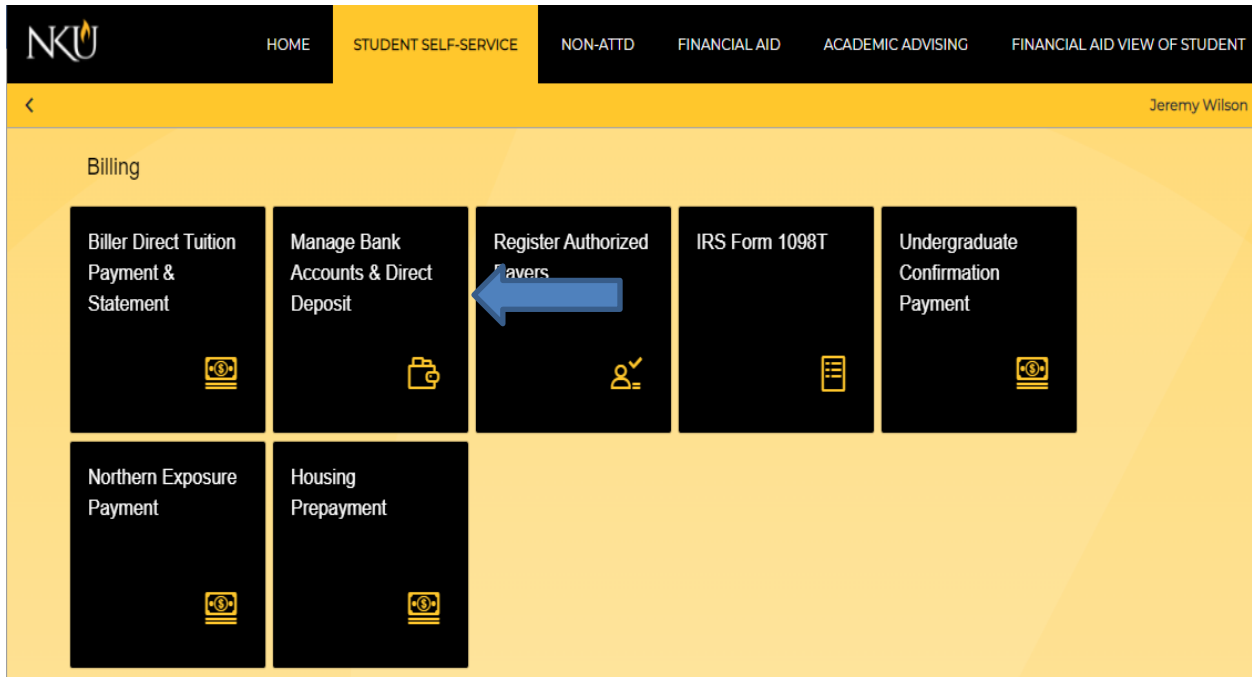 NKU
HOME STUDENT SELF-SERVICE NON-ATTD FINANCIAL AID ACADEMIC ADVISING FINANCIAL AID VIEW OF STUDENT
Jeremy Wilson
Billing
Biller Direct Tuition
Payment &
Statement
Manage Bank
Accounts & Direct
Deposit
Register Authorized
Payers
IRS Form 1098T
Undergraduate
Confirmation
Payment
Northern Exposure
Payment
Housing
Prepayment